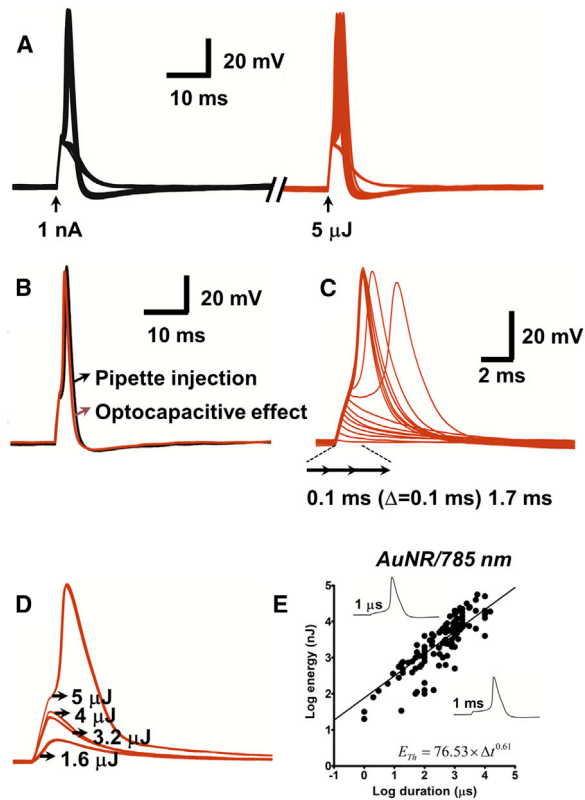 A
20 mV
10 ms
1 nA
5 μJ
B
20 mV
10 ms
Pipette injection
Optocapacitive effect
C
20 mV
2 ms
0.1 ms (Δ=0.1 ms) 1.7 ms
D
5 μJ
4 μJ
3.2 μJ
1.6 μJ
AuNR/785 nm
E
Log energy (nJ)
5
4
3
2
1
0
1 μs
1 ms
E_Th = 76.53 × Δt^0.61
-1 0 1 2 3 4 5
Log duration (μs)